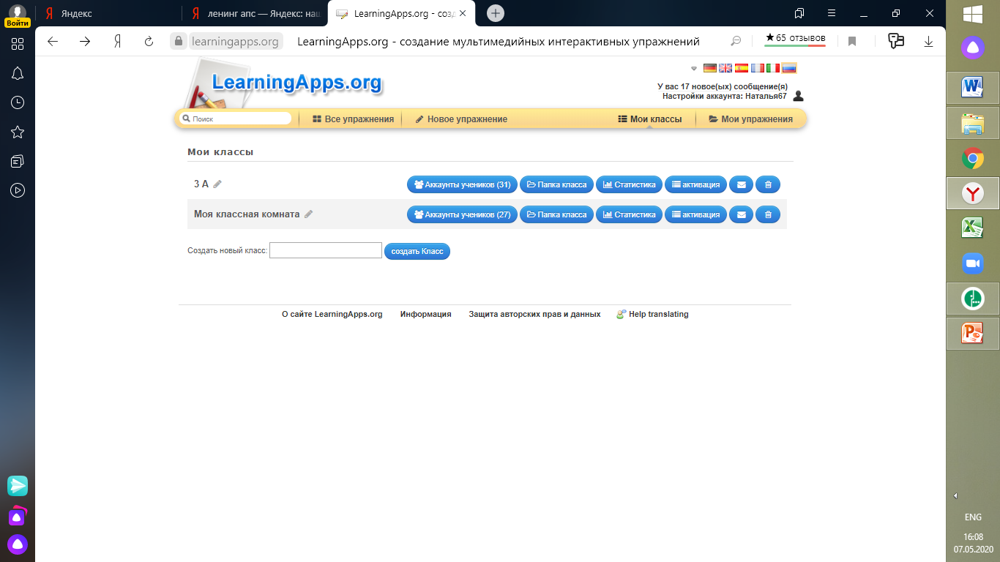 Яндекс
ленинг апс — Яндекс: наш
LearningApps.org - соз
Войти
learningapps.org
LearningApps.org - создание мультимедийных интерактивных упражнений
★65 отзывов
LearningApps.org
У вас 17 новое(ых) сообщение(я)
Настройки аккаунта: Наталья67
Поиск
Все упражнения
Новое упражнение
Мои классы
Мои упражнения
Мои классы
3 А
Аккаунты учеников (31)
Папка класса
Статистика
активация
Моя классная комната
Аккаунты учеников (27)
Папка класса
Статистика
активация
Создать новый класс:
создать Класс
О сайте LearningApps.org
Информация
Защита авторских прав и данных
Help translating
ENG
16:08
07.05.2020